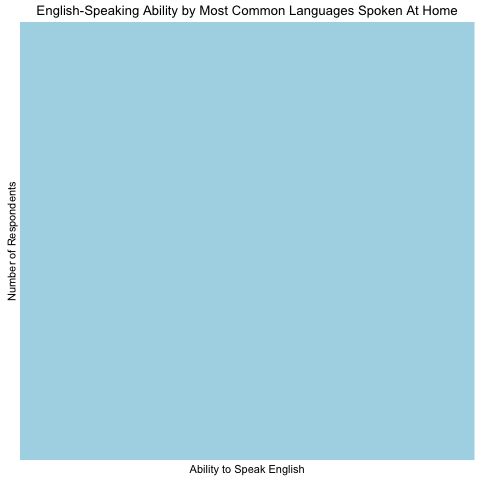 English-Speaking Ability by Most Common Languages Spoken At Home
Number of Respondents
Ability to Speak English